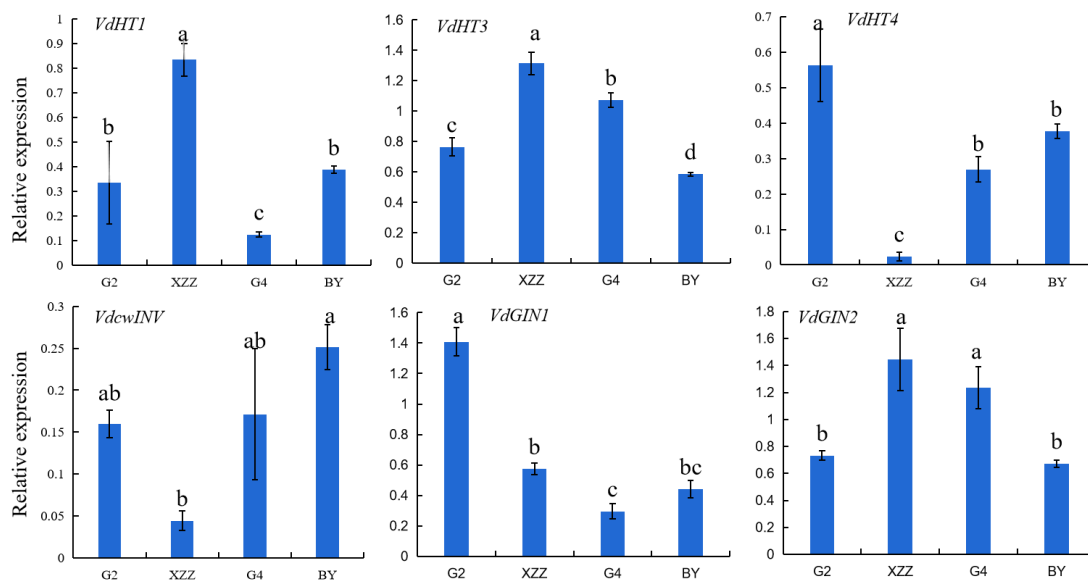 VdHT1
Relative expression
1
0.9
0.8
0.7
0.6
0.5
0.4
0.3
0.2
0.1
0
b
a
c
b
G2 XZZ G4 BY
VdHT3
1.6
1.4
1.2
1
0.8
0.6
0.4
0.2
0
c
a
b
d
G2 XZZ G4 BY
VdHT4
0.7
0.6
0.5
0.4
0.3
0.2
0.1
0
a
c
b
b
G2 XZZ G4 BY
VdcwINV
Relative expression
0.3
0.25
0.2
0.15
0.1
0.05
0
ab
b
ab
a
G2 XZZ G4 BY
VdGIN1
1.6
1.4
1.2
1
0.8
0.6
0.4
0.2
0
a
b
c
bc
G2 XZZ G4 BY
VdGIN2
1.8
1.6
1.4
1.2
1
0.8
0.6
0.4
0.2
0
b
a
a
b
G2 XZZ G4 BY